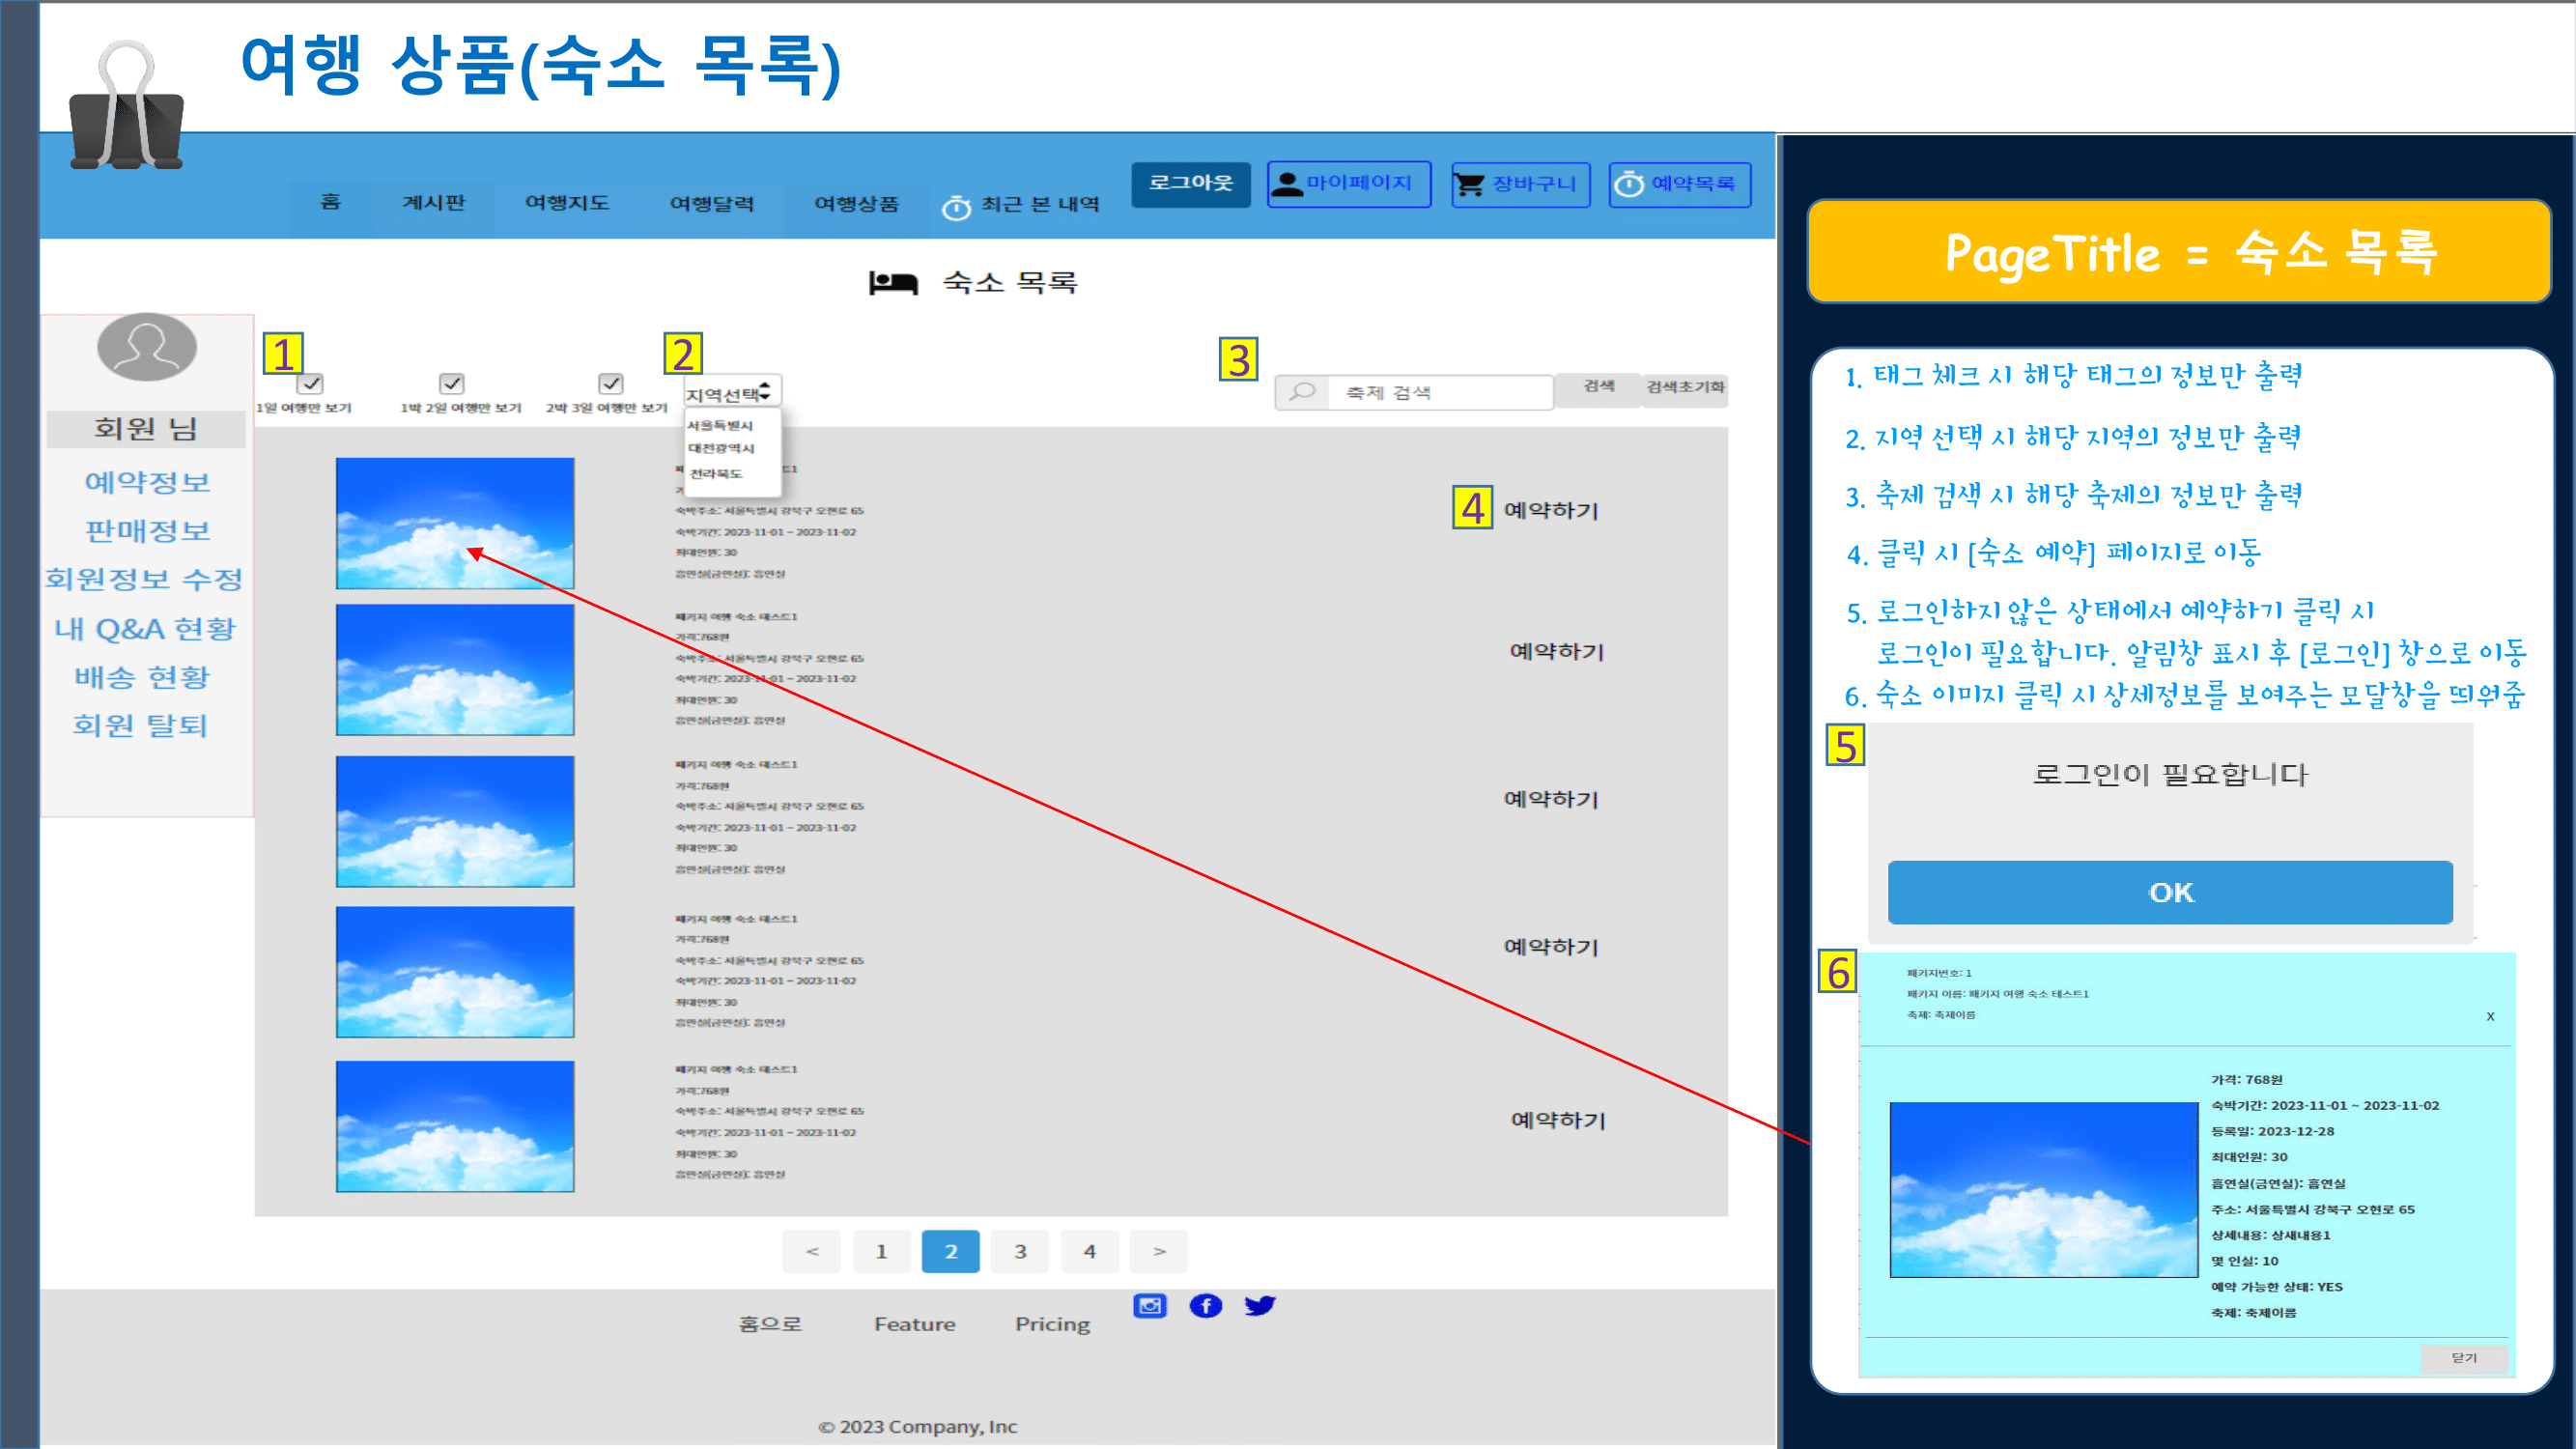 여행 상품(숙소 목록)
홈 게시판 여행지도 여행달력 여행상품 최근 본 내역 로그아웃 마이페이지 장바구니 예약목록
숙소 목록
회원 님
예약정보
판매정보
회원정보 수정
내 Q&A 현황
배송 현황
회원 탈퇴
1
1일 여행만 보기 1박 2일 여행만 보기 2박 3일 여행만 보기
2
지역선택
서울특별시
대전광역시
전라북도
3
축제 검색 검색 검색초기화
숙박주소: 서울특별시 강북구 오현로 65
숙박기간: 2023-11-01 ~ 2023-11-02
최대인원: 30
흡연실(금연실): 흡연실
4 예약하기
패키지 여행 숙소 테스트1
가격:768원
숙박주소: 서울특별시 강북구 오현로 65
숙박기간: 2023-11-01 ~ 2023-11-02
최대인원: 30
흡연실(금연실): 흡연실
예약하기
패키지 여행 숙소 테스트1
가격:768원
숙박주소: 서울특별시 강북구 오현로 65
숙박기간: 2023-11-01 ~ 2023-11-02
최대인원: 30
흡연실(금연실): 흡연실
예약하기
패키지 여행 숙소 테스트1
가격:768원
숙박주소: 서울특별시 강북구 오현로 65
숙박기간: 2023-11-01 ~ 2023-11-02
최대인원: 30
흡연실(금연실): 흡연실
예약하기
패키지 여행 숙소 테스트1
가격:768원
숙박주소: 서울특별시 강북구 오현로 65
숙박기간: 2023-11-01 ~ 2023-11-02
최대인원: 30
흡연실(금연실): 흡연실
예약하기
< 1 2 3 4 >
홈으로 Feature Pricing
© 2023 Company, Inc
PageTitle = 숙소 목록
1. 태그 체크 시 해당 태그의 정보만 출력
2. 지역 선택 시 해당 지역의 정보만 출력
3. 축제 검색 시 해당 축제의 정보만 출력
4. 클릭 시 [숙소 예약] 페이지로 이동
5. 로그인하지 않은 상태에서 예약하기 클릭 시
로그인이 필요합니다. 알림창 표시 후 [로그인] 창으로 이동
6. 숙소 이미지 클릭 시 상세정보를 보여주는 모달창을 띄워줌
5
로그인이 필요합니다
OK
6
패키지번호: 1
패키지 이름: 패키지 여행 숙소 테스트1
축제: 축제이름
X
가격: 768원
숙박기간: 2023-11-01 ~ 2023-11-02
등록일: 2023-12-28
최대인원: 30
흡연실(금연실): 흡연실
주소: 서울특별시 강북구 오현로 65
상세내용: 상세내용1
몇 인실: 10
예약 가능한 상태: YES
축제: 축제이름
닫기